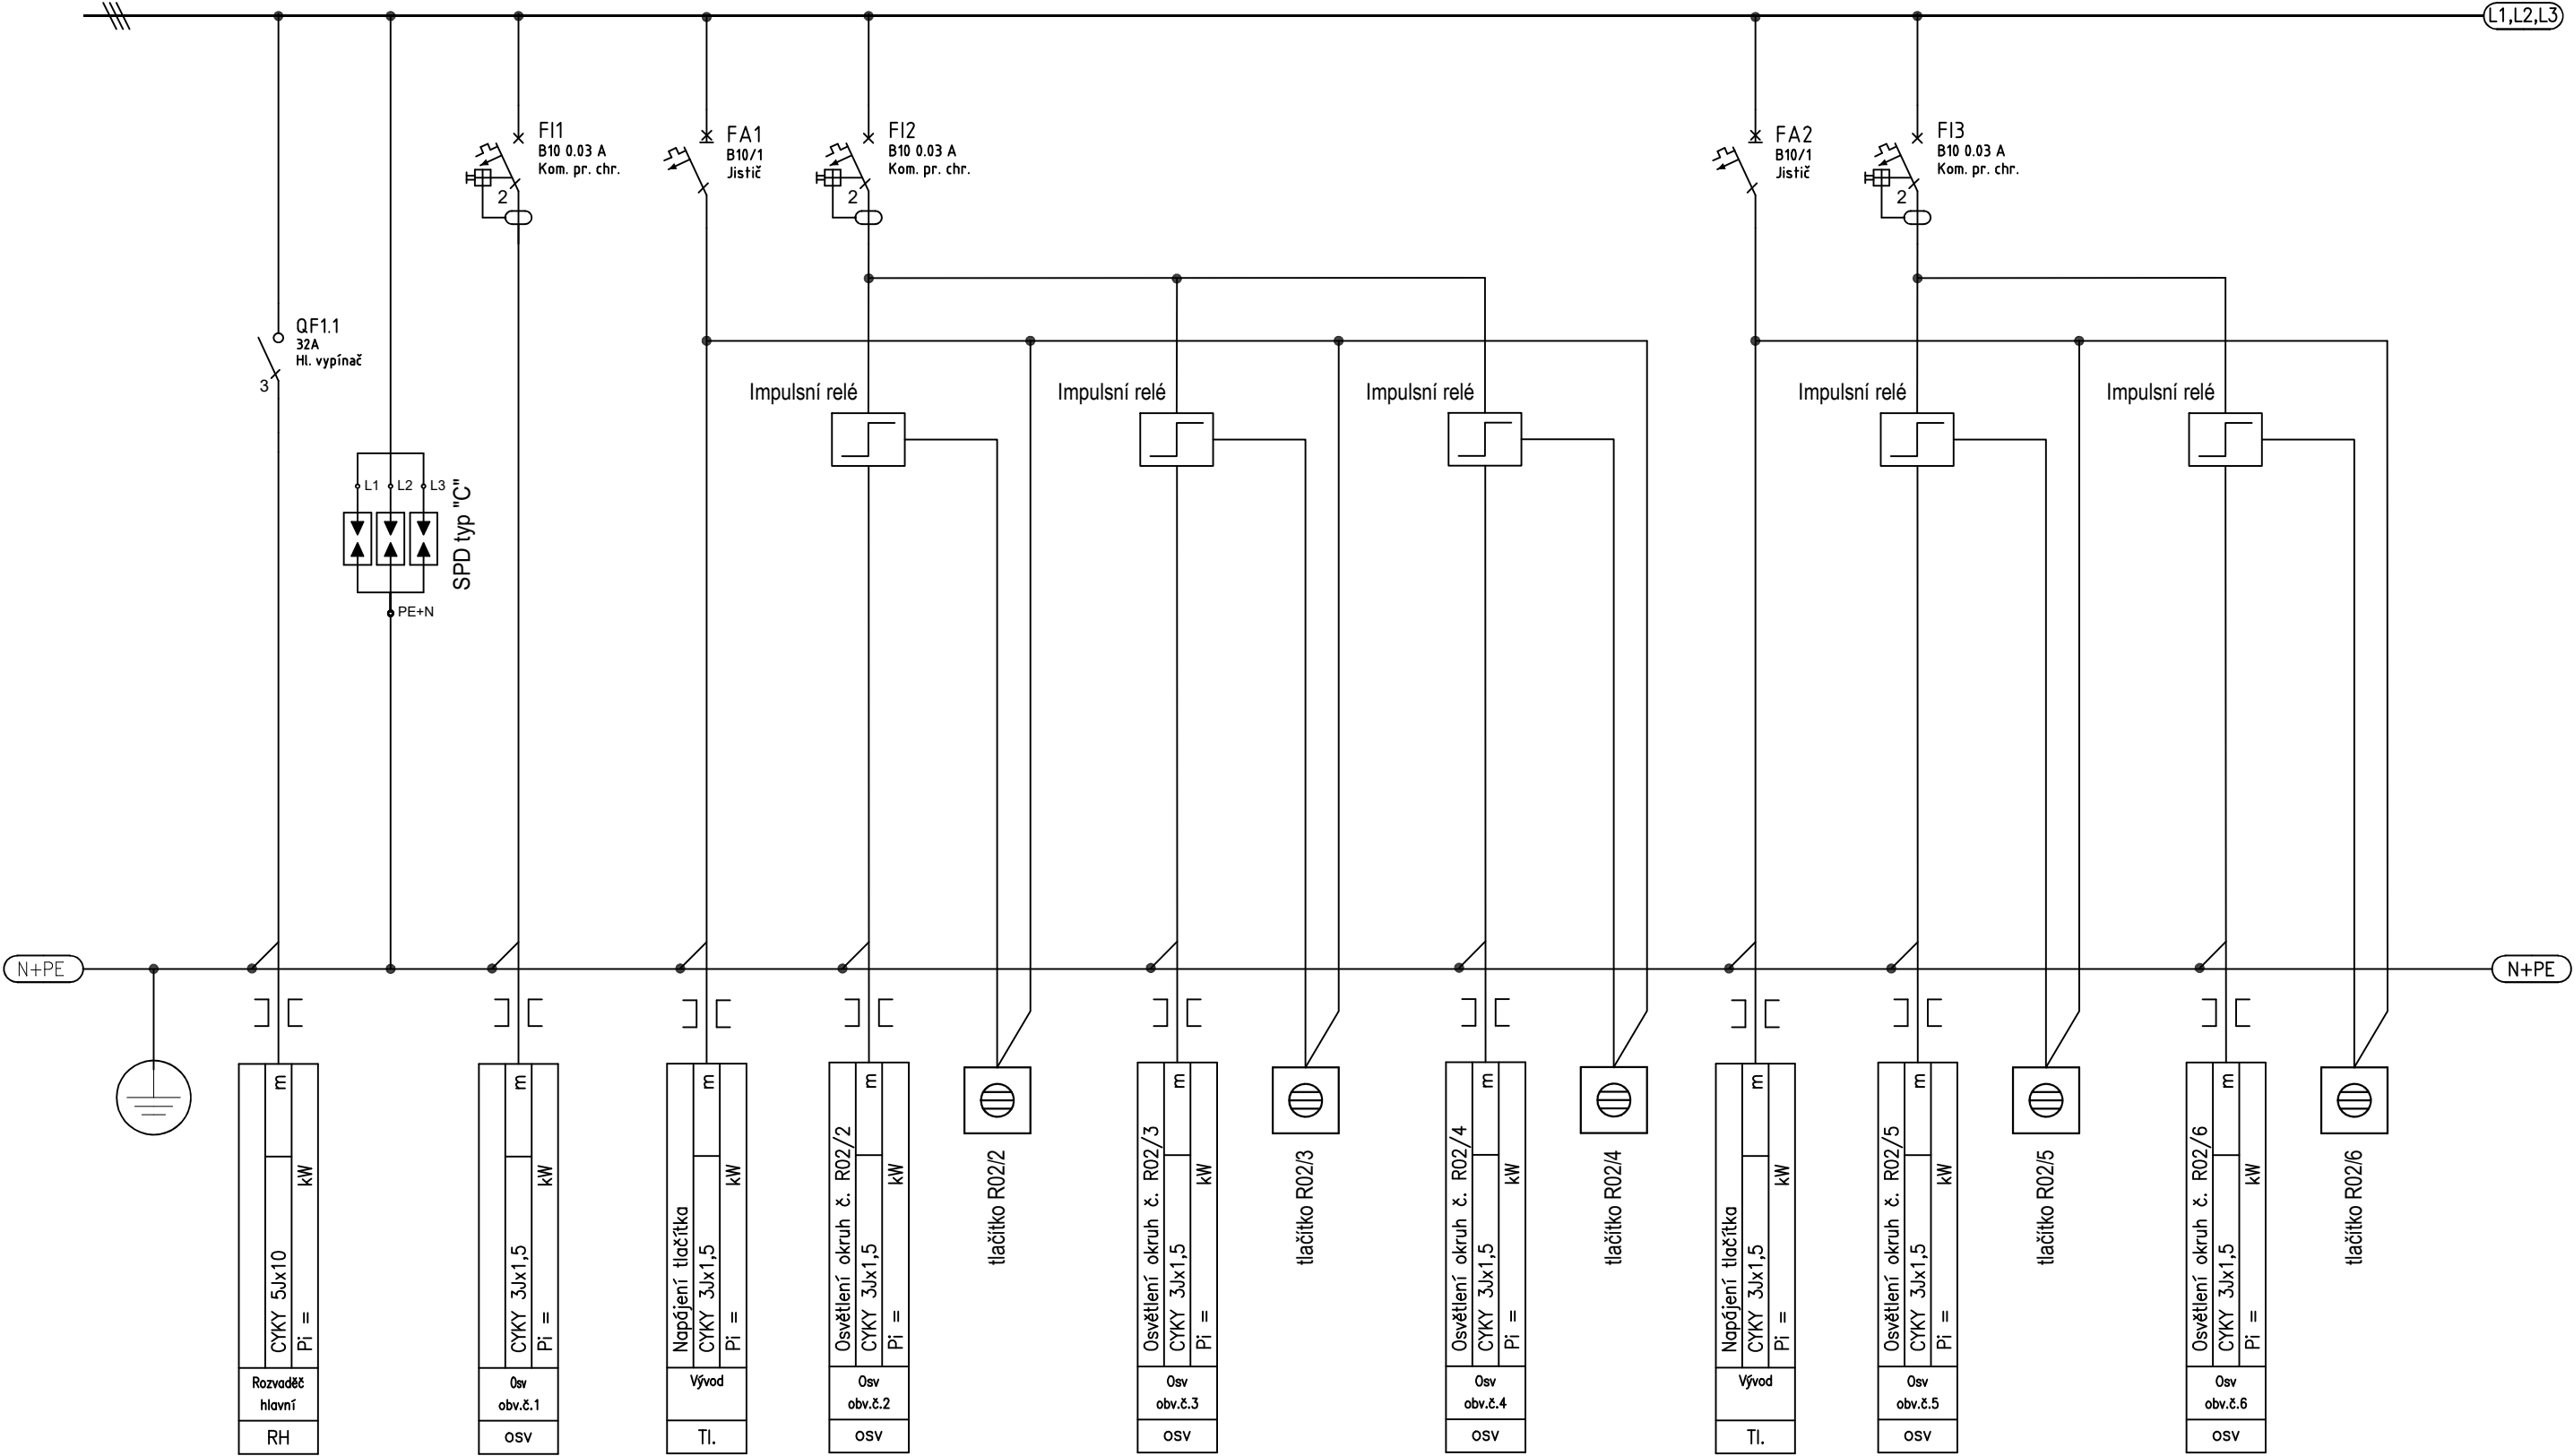 L1,L2,L3
FI1
B10 0.03 A
Kom. pr. chr.
2
FA1
B10/1
Jistič
FI2
B10 0.03 A
Kom. pr. chr.
2
FA2
B10/1
Jistič
FI3
B10 0.03 A
Kom. pr. chr.
2
QF1.1
32A
Hl. vypínač
3
Impulsní relé
Impulsní relé
Impulsní relé
Impulsní relé
Impulsní relé
L1
L2
L3
SPD typ "C"
PE+N
N+PE
N+PE
CYKY 5Jx10
m
Pi =
kW
Rozvaděč
hlavní
RH
CYKY 3Jx1,5
m
Pi =
kW
Osv
obv.č.1
OSV
Napájení tlačítka
CYKY 3Jx1,5
m
Pi =
kW
Vývod
Tl.
Osvětlení okruh č. R02/2
CYKY 3Jx1,5
m
Pi =
kW
Osv
obv.č.2
OSV
tlačítko R02/2
Osvětlení okruh č. R02/3
CYKY 3Jx1,5
m
Pi =
kW
Osv
obv.č.3
OSV
tlačítko R02/3
Osvětlení okruh č. R02/4
CYKY 3Jx1,5
m
Pi =
kW
Osv
obv.č.4
OSV
tlačítko R02/4
Napájení tlačítka
CYKY 3Jx1,5
m
Pi =
kW
Vývod
Tl.
Osvětlení okruh č. R02/5
CYKY 3Jx1,5
m
Pi =
kW
Osv
obv.č.5
OSV
tlačítko R02/5
Osvětlení okruh č. R02/6
CYKY 3Jx1,5
m
Pi =
kW
Osv
obv.č.6
OSV
tlačítko R02/6